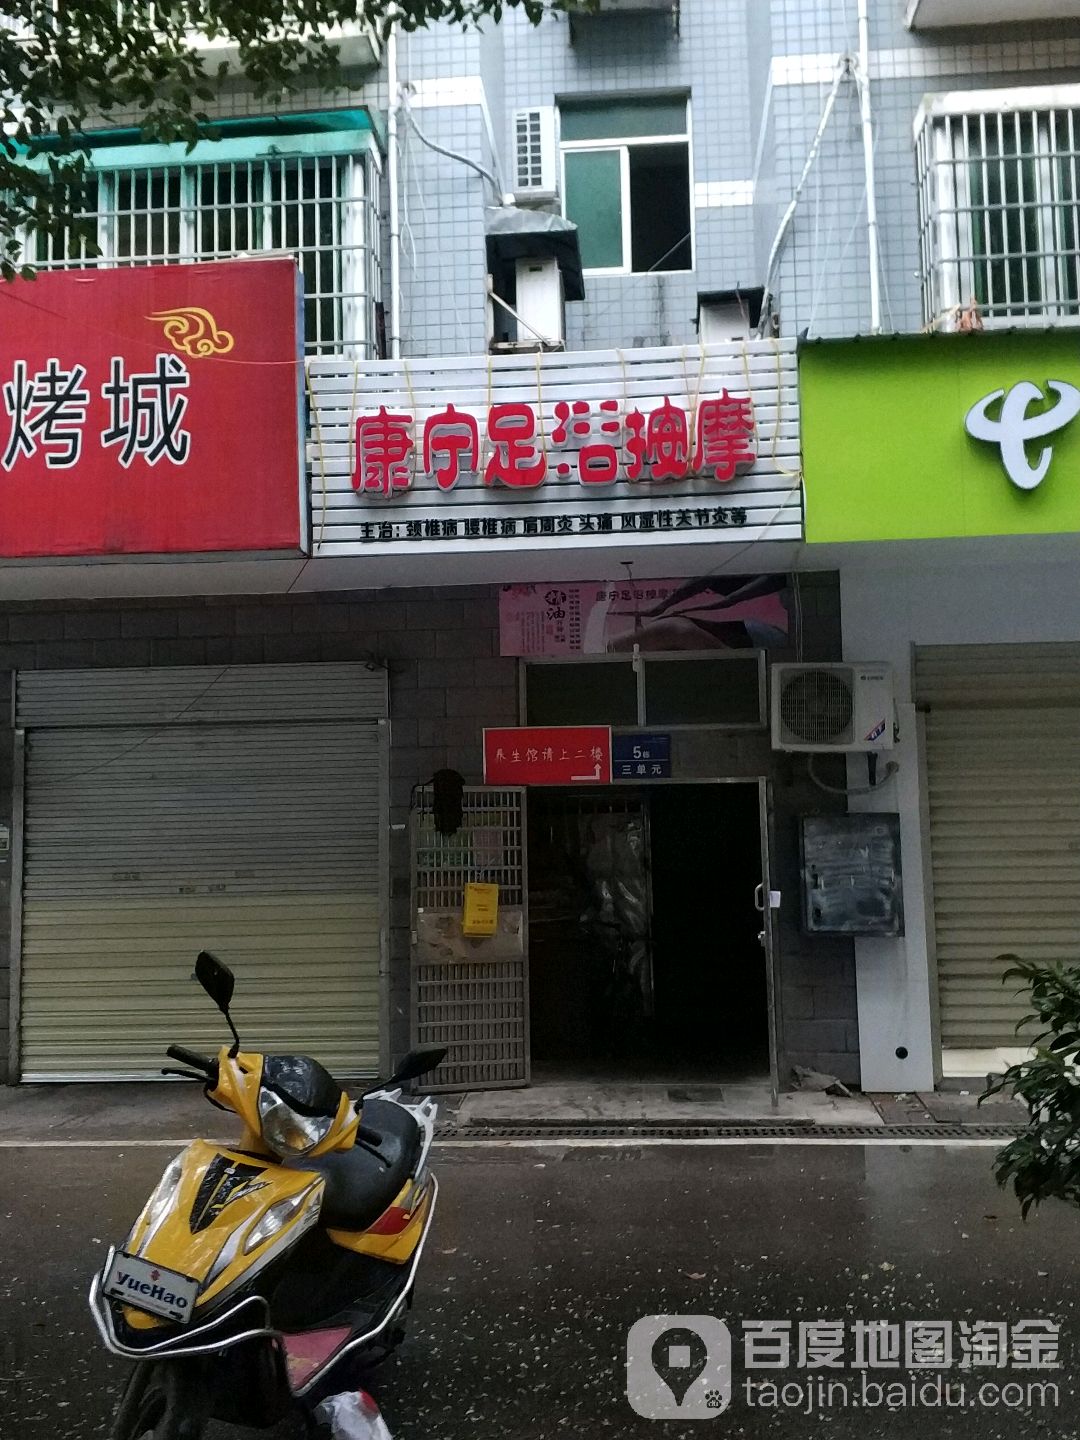 烤城
康宁足浴按摩
主治:颈椎病 腰椎病 肩周炎 头痛 风湿性关节炎等
精油
康宁足浴按摩
养生馆请上二楼
5栋
三单元
YueHao
百度地图淘金
taojin.baidu.com